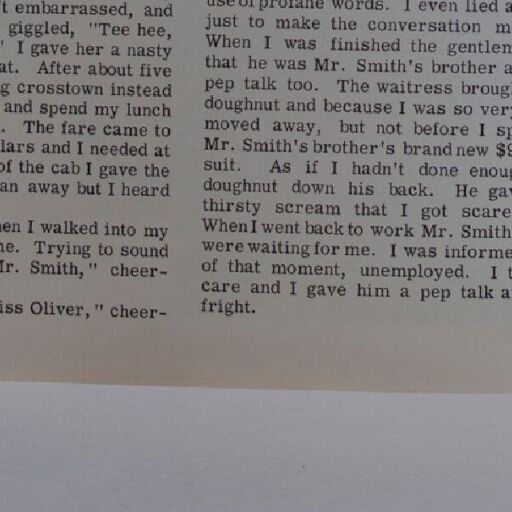 't embarrassed, and
giggled, "Tee hee,
I gave her a nasty
at. After about five
g crosstown instead
and spend my lunch
. The fare came to
lars and I needed at
of the cab I gave the
an away but I heard
en I walked into my
ne. Trying to sound
Ir. Smith," cheer-
iss Oliver," cheer-
use of profane words. I even lied a
just to make the conversation m
When I was finished the gentlem
that he was Mr. Smith's brother a
pep talk too. The waitress broug
doughnut and because I was so very
moved away, but not before I sp
Mr. Smith's brother's brand new $9
suit. As if I hadn't done enoug
doughnut down his back. He gav
thirsty scream that I got scare
When I went back to work Mr. Smith
were waiting for me. I was informe
of that moment, unemployed. I t
care and I gave him a pep talk a
fright.